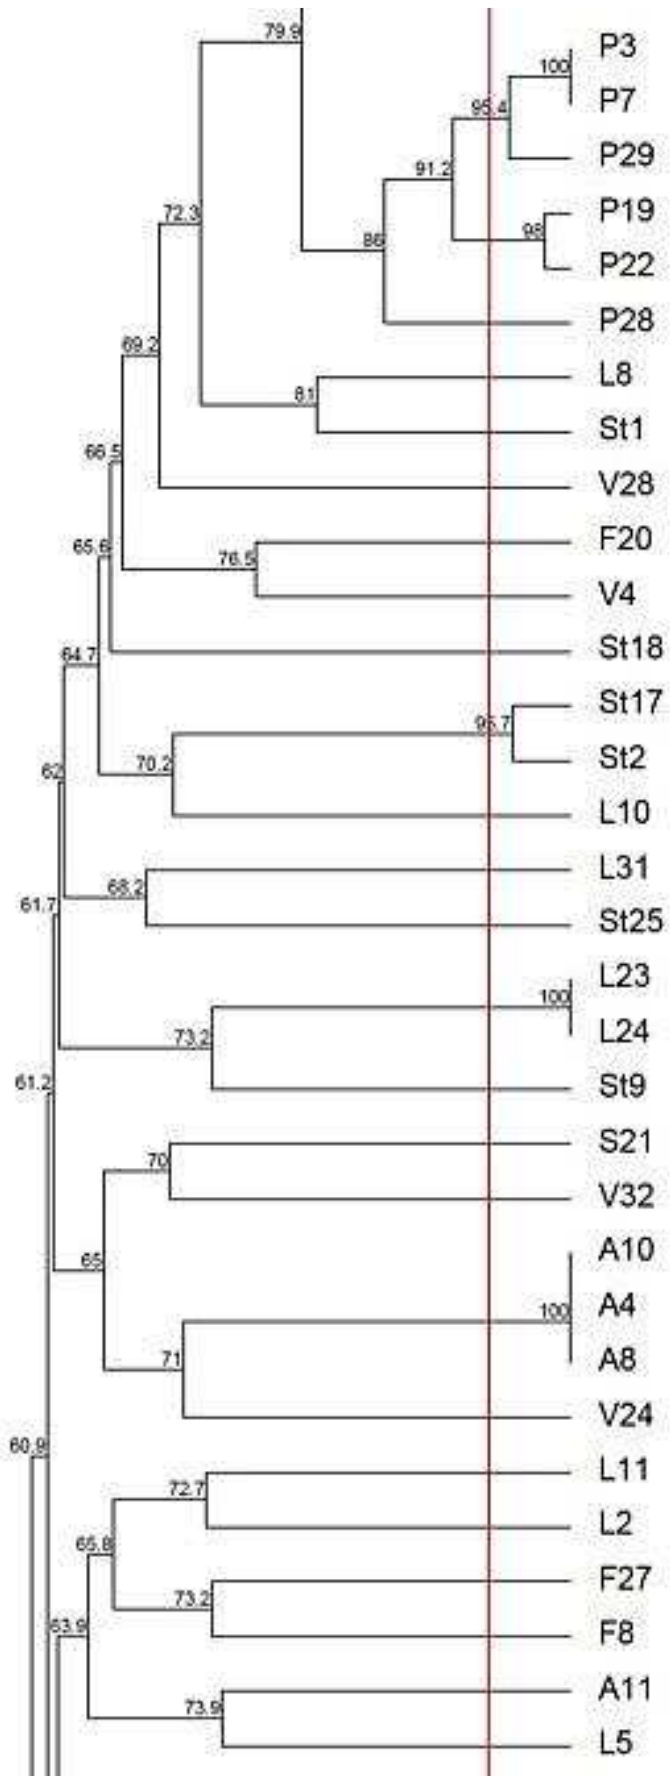 79.9
P3
100
P7
95.4
P29
91.2
P19
72.3
98
86
P22
P28
69.2
L8
81
St1
66.5
V28
65.6
F20
76.5
V4
64.7
St18
St17
95.7
70.2
St2
62
L10
L31
68.2
61.7
St25
L23
100
73.2
L24
61.2
St9
S21
70
V32
A10
65
A4
100
71
A8
V24
60.9
L11
72.7
L2
65.8
F27
73.2
63.9
F8
A11
73.9
L5